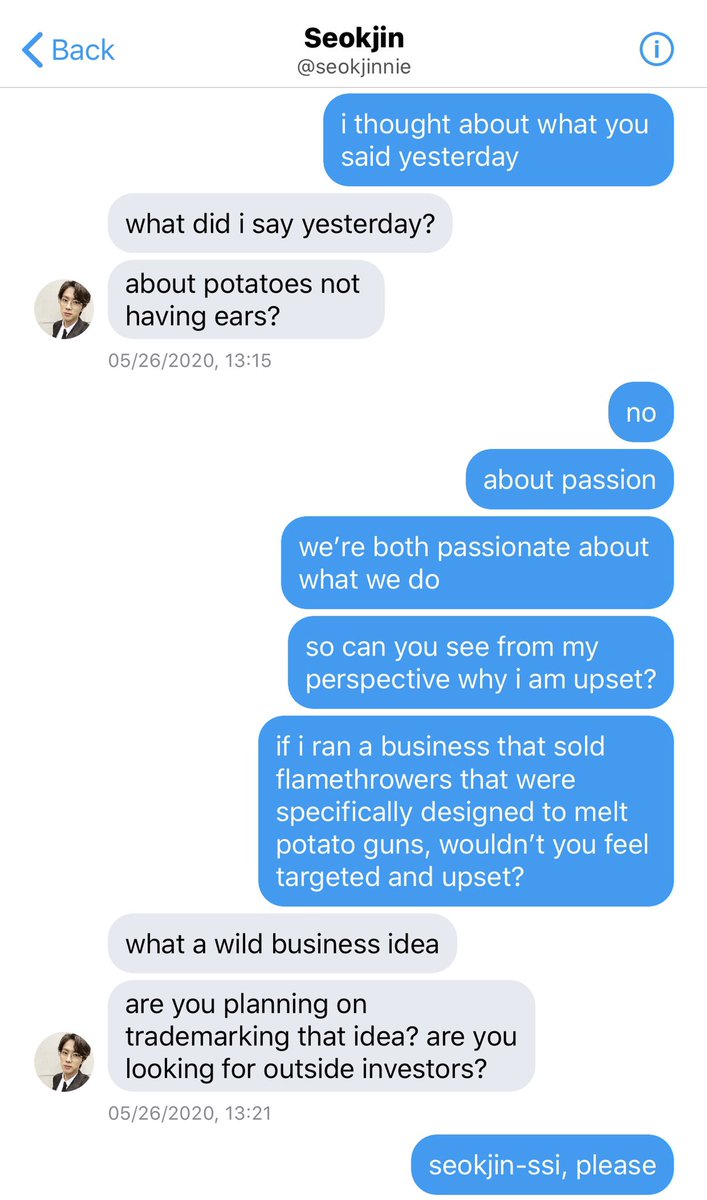 Back
Seokjin
@seokjinnie
i thought about what you
said yesterday
what did i say yesterday?
about potatoes not
having ears?
05/26/2020, 13:15
no
about passion
we’re both passionate about
what we do
so can you see from my
perspective why i am upset?
if i ran a business that sold
flamethrowers that were
specifically designed to melt
potato guns, wouldn’t you feel
targeted and upset?
what a wild business idea
are you planning on
trademarking that idea? are you
looking for outside investors?
05/26/2020, 13:21
seokjin-ssi, please